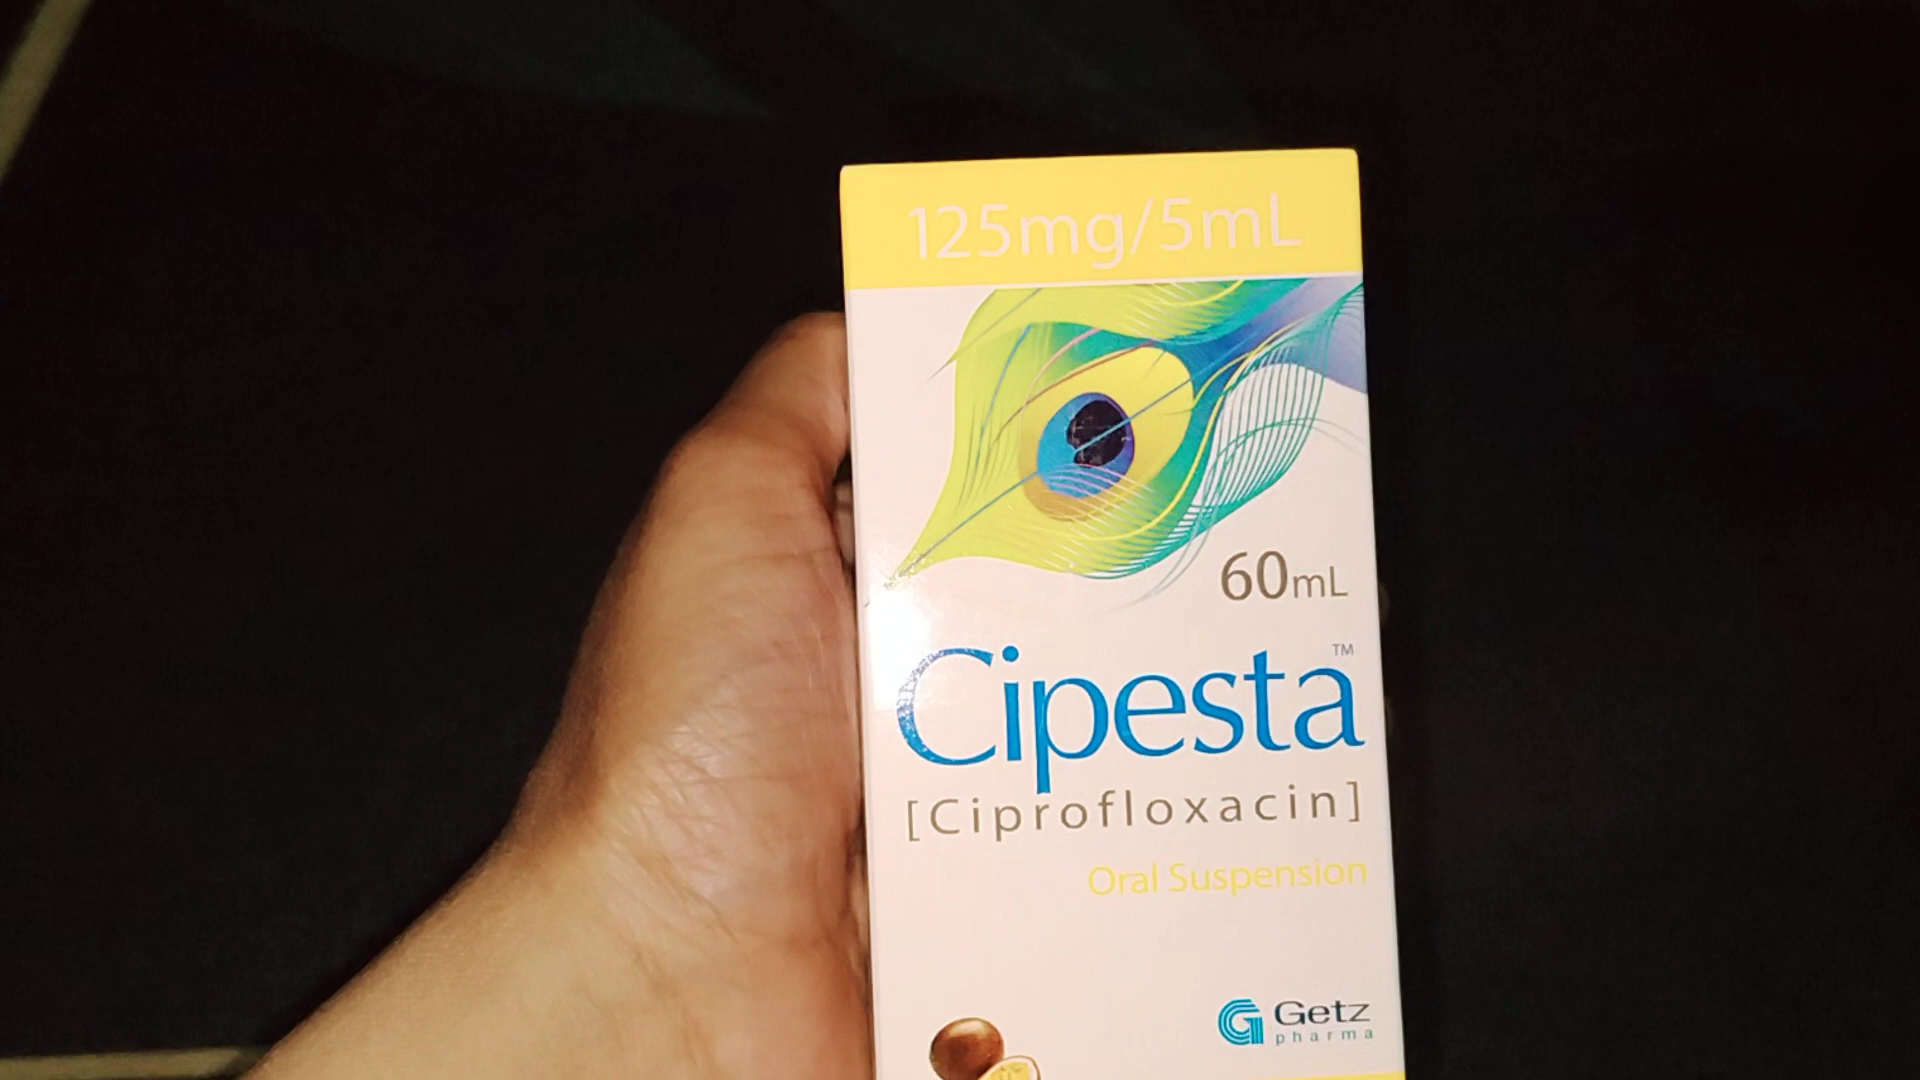 125mg/5mL
60mL
Cipesta™
[Ciprofloxacin]
Oral Suspension
Getz
pharma